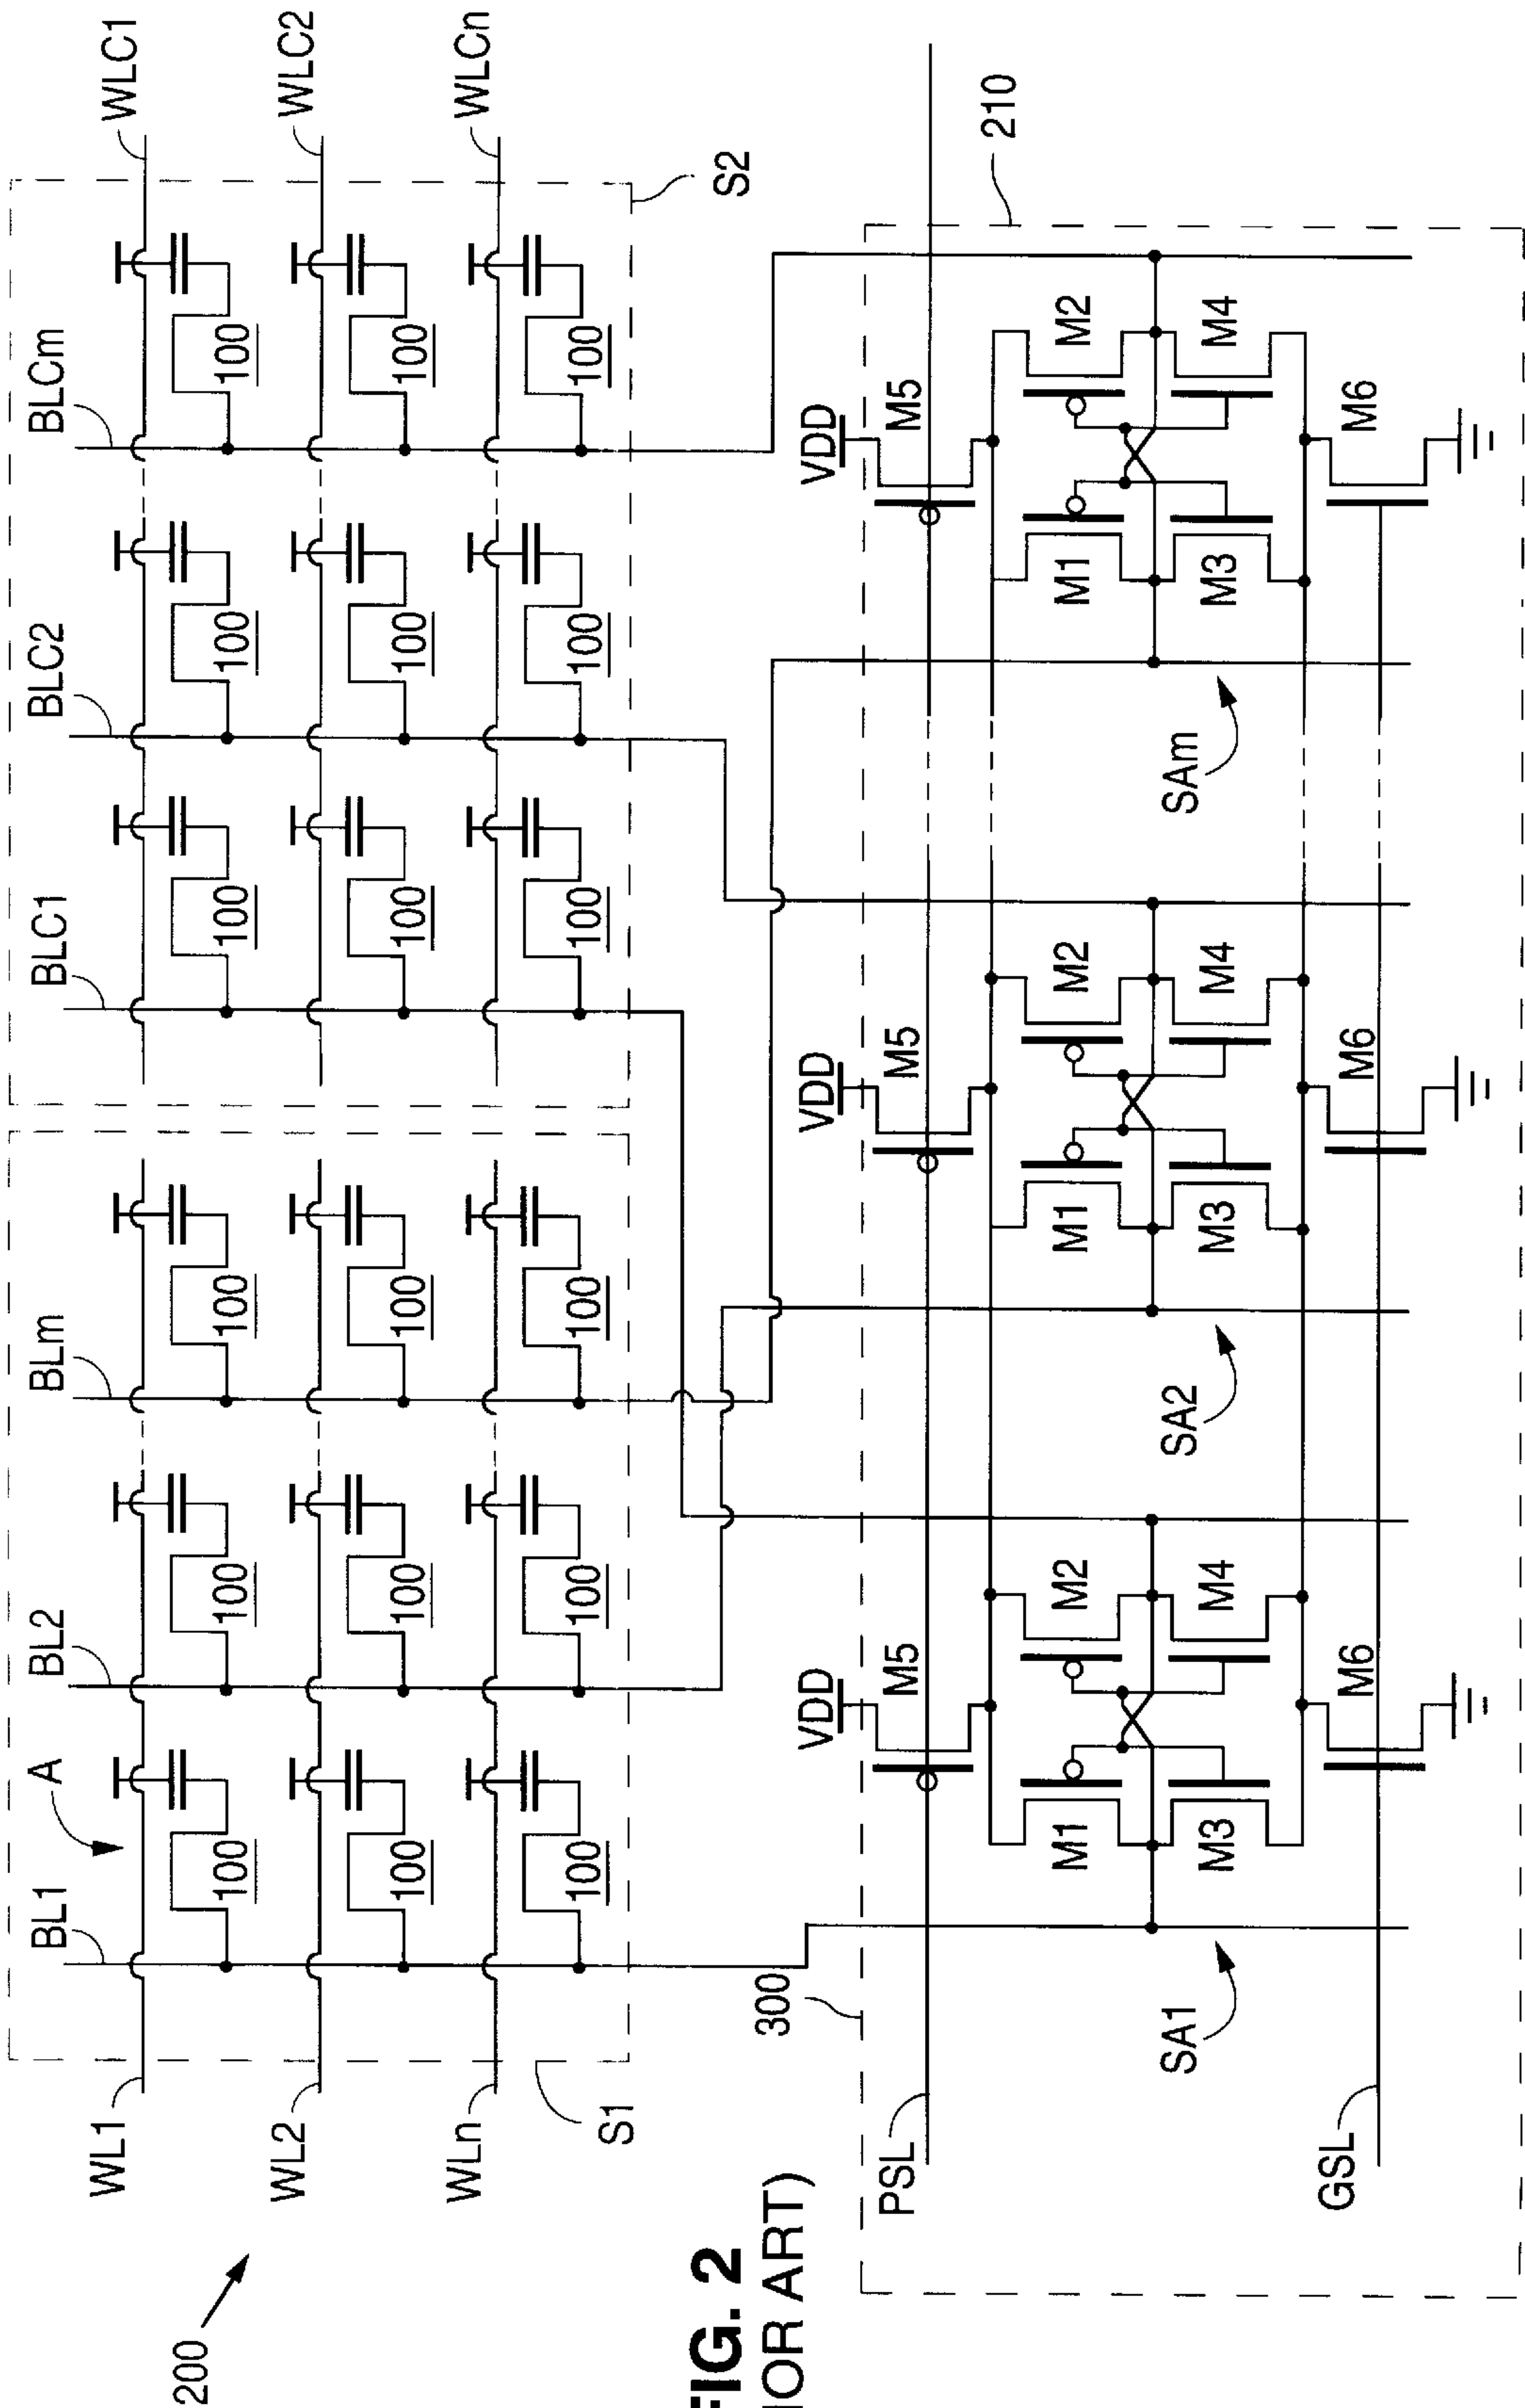 BL1 A BL2 BLm BLC1 BLC2 BLCm
WL1 WLC1
200
100 100 100 100 100 100
WL2 WLC2
100 100 100 100 100 100
WLn WLCn
100 100 100 100 100 100
S1 S2
300
VDD VDD VDD
PSL M5 M5 M5
210
M1 M2 M1 M2 M1 M2
SA1 SA2 SAm
M3 M4 M3 M4 M3 M4
GSL M6 M6 M6
FIG. 2
IOR ART)